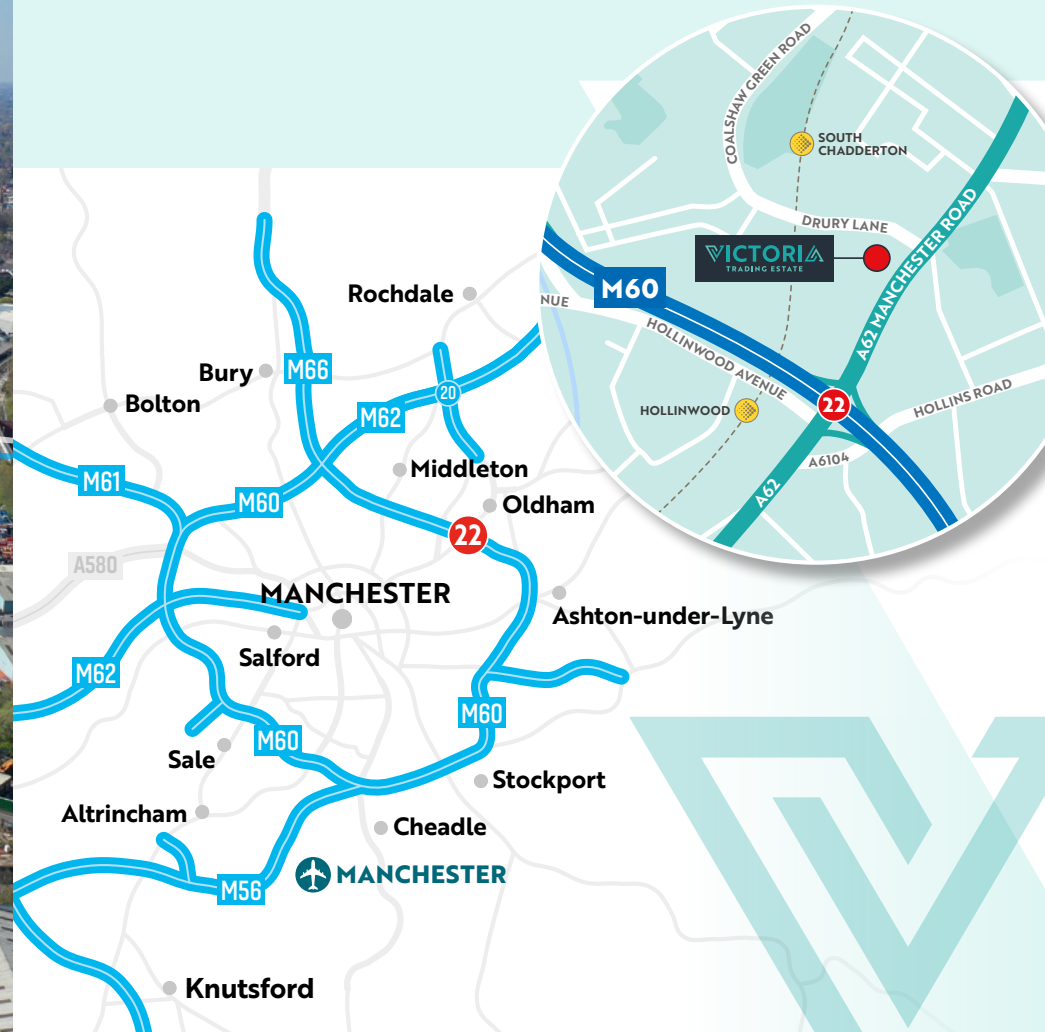 COALSHAW GREEN ROAD
SOUTH
CHADDERTON
DRURY LANE
VICTORIA
TRADING ESTATE
A62 MANCHESTER ROAD
M60
NUE
HOLLINWOOD AVENUE
HOLLINWOOD
22
HOLLINS ROAD
A6104
A62
Rochdale
Bury
M66
20
Bolton
M62
Middleton
M61
M60
Oldham
22
A580
MANCHESTER
Ashton-under-Lyne
Salford
M62
M60
M60
Sale
Stockport
Altrincham
Cheadle
MANCHESTER
M56
Knutsford